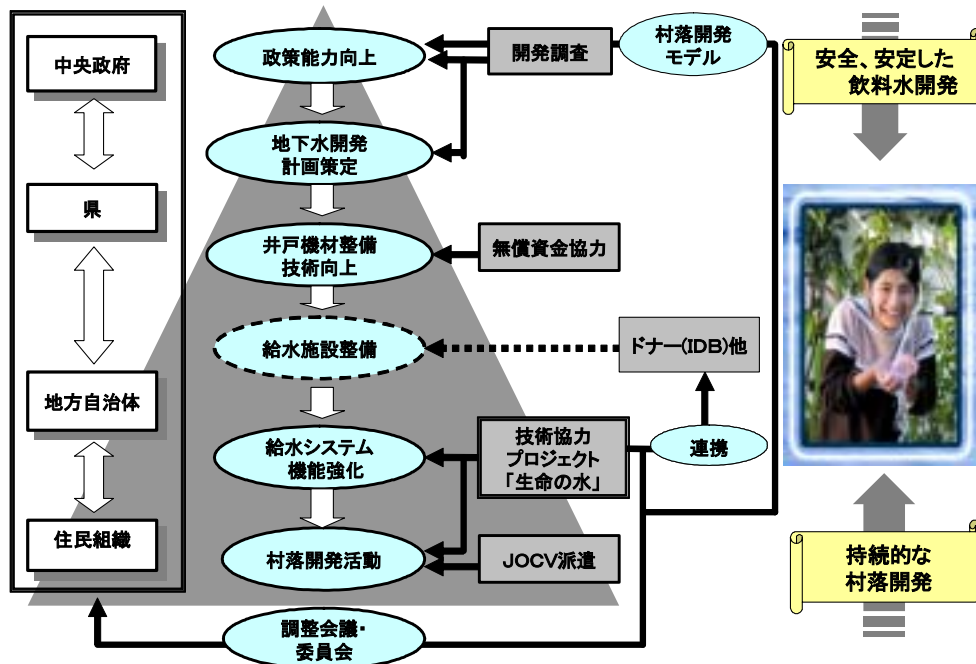 中央政府
県
地方自治体
住民組織
政策能力向上
地下水開発
計画策定
井戸機材整備
技術向上
給水施設整備
給水システム
機能強化
村落開発活動
調整会議・
委員会
開発調査
無償資金協力
ドナー(IDB)他
技術協力
プロジェクト
「生命の水」
JOCV派遣
村落開発
モデル
連携
安全、安定した
飲料水開発
持続的な
村落開発